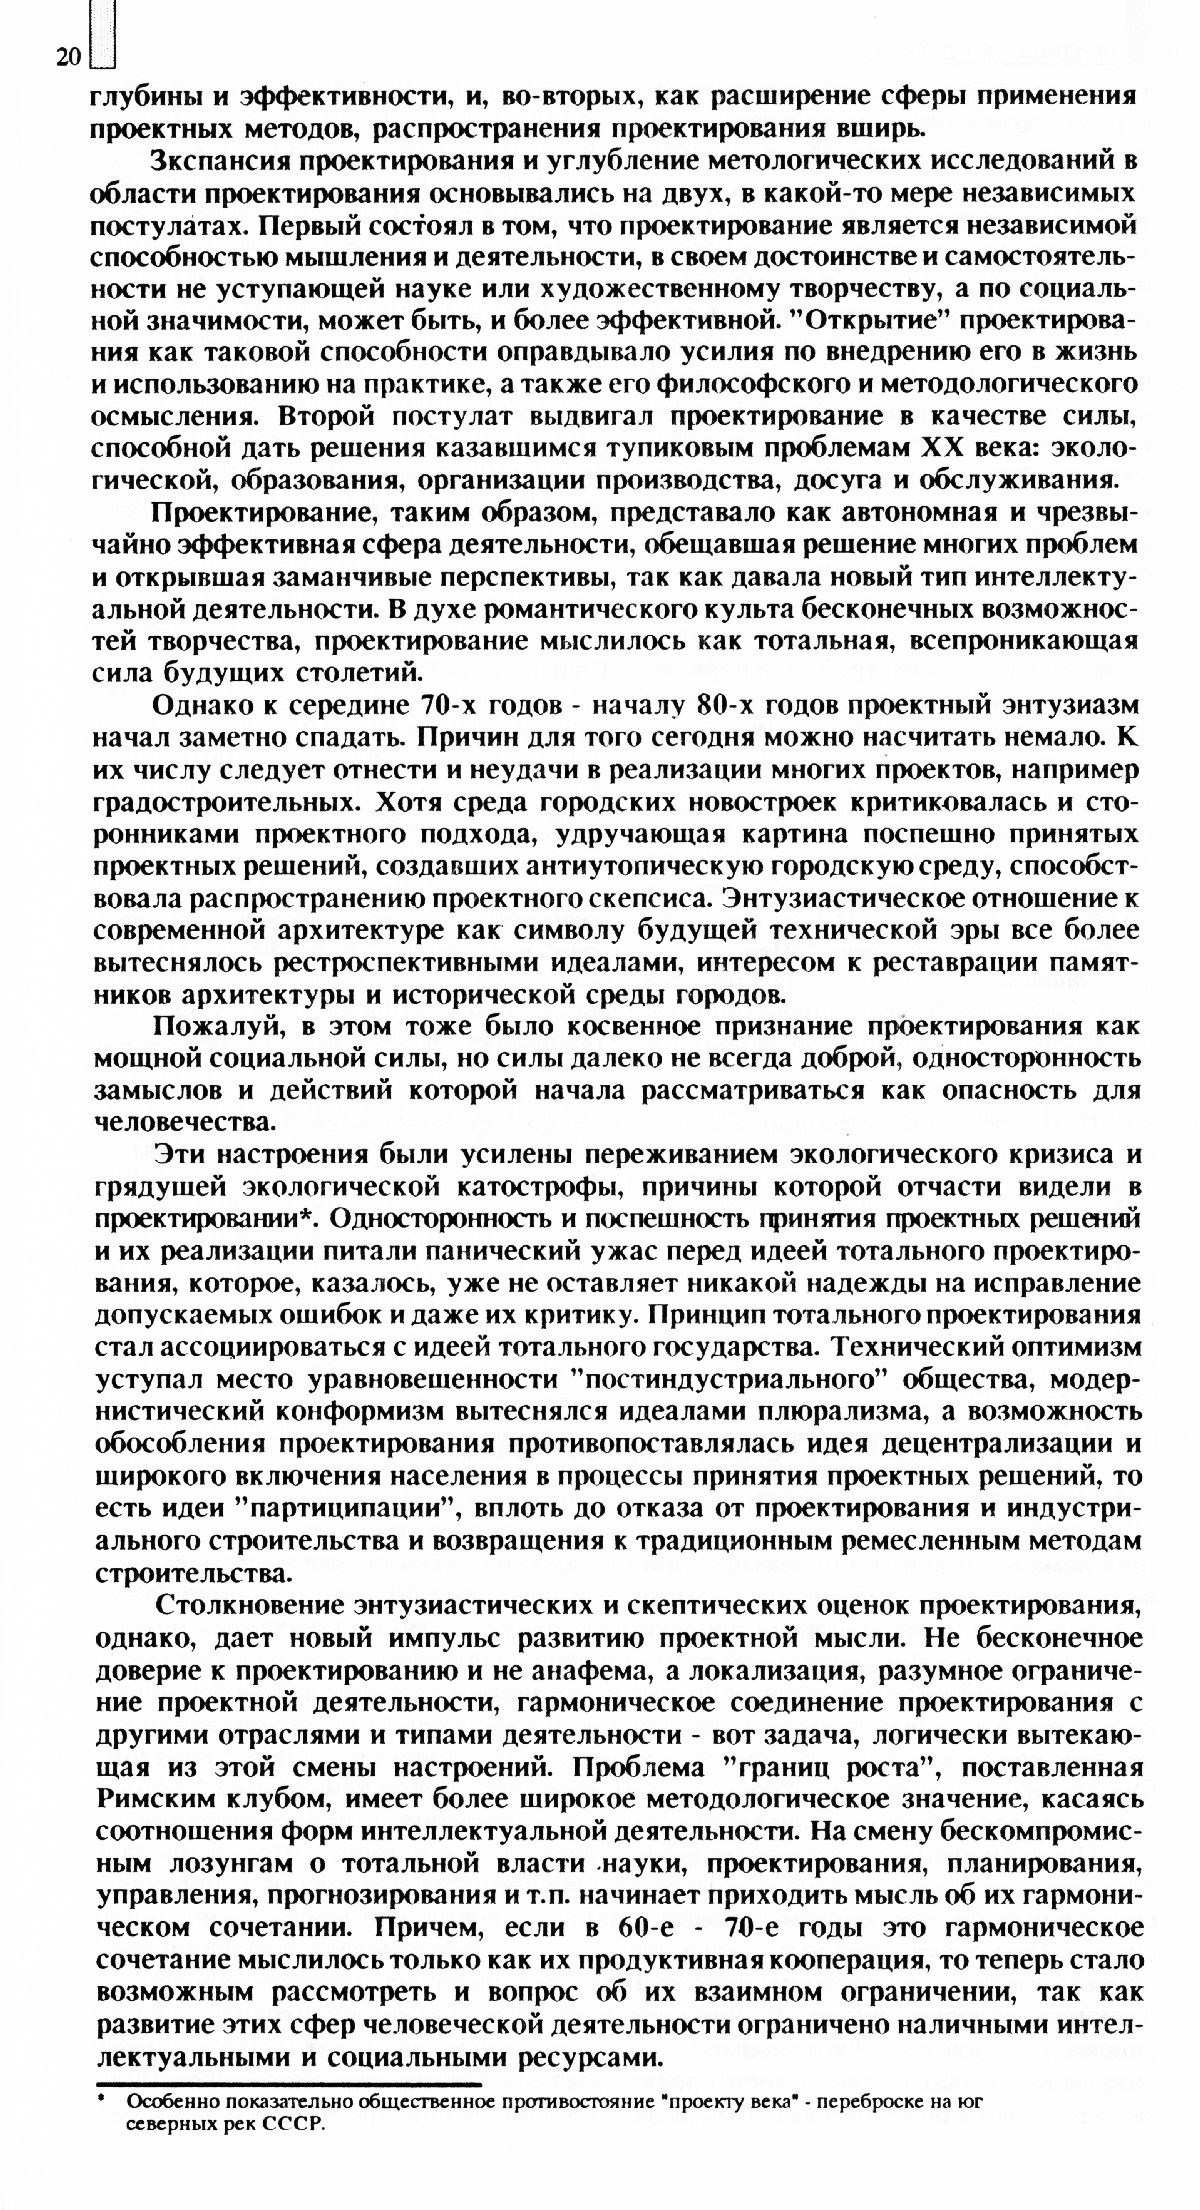 20
глубины и эффективности, и, во-вторых, как расширение сферы применения
проектных методов, распространения проектирования вширь.
Зкспансия проектирования и углубление метологических исследований в
области проектирования основывались на двух, в какой-то мере независимых
постулатах. Первый состоял в том, что проектирование является независимой
способностью мышления и деятельности, в своем достоинстве и самостоятель-
ности не уступающей науке или художественному творчеству, а по социаль-
ной значимости, может быть, и более эффективной. ”Открытие” проектирова-
ния как таковой способности оправдывало усилия по внедрению его в жизнь
и использованию на практике, а также его философского и методологического
осмысления. Второй постулат выдвигал проектирование в качестве силы,
способной дать решения казавшимся тупиковым проблемам XX века: эколо-
гической, образования, организации производства, досуга и обслуживания.
Проектирование, таким образом, представало как автономная и чрезвы-
чайно эффективная сфера деятельности, обещавшая решение многих проблем
и открывшая заманчивые перспективы, так как давала новый тип интеллекту-
альной деятельности. В духе романтического культа бесконечных возможнос-
тей творчества, проектирование мыслилось как тотальная, всепроникающая
сила будущих столетий.
Однако к середине 70-х годов - началу 80-х годов проектный энтузиазм
начал заметно спадать. Причин для того сегодня можно насчитать немало. К
их числу следует отнести и неудачи в реализации многих проектов, например
градостроительных. Хотя среда городских новостроек критиковалась и сто-
ронниками проектного подхода, удручающая картина поспешно принятых
проектных решений, создавших антиутопическую городскую среду, способст-
вовала распространению проектного скепсиса. Энтузиастическое отношение к
современной архитектуре как символу будущей технической эры все более
вытеснялось рестроспективными идеалами, интересом к реставрации памят-
ников архитектуры и исторической среды городов.
Пожалуй, в этом тоже было косвенное признание проектирования как
мощной социальной силы, но силы далеко не всегда доброй, односторонность
замыслов и действий которой начала рассматриваться как опасность для
человечества.
Эти настроения были усилены переживанием экологического кризиса и
грядушей экологической катострофы, причины которой отчасти видели в
проектировании*. Односторонность и поспешность принятия проектных решений
и их реализации питали панический ужас перед идеей тотального проектиро-
вания, которое, казалось, уже не оставляет никакой надежды на исправление
допускаемых ошибок и даже их критику. Принцип тотального проектирования
стал ассоциироваться с идеей тотального государства. Технический оптимизм
уступал место уравновешенности ”постиндустриального” общества, модер-
нистический конформизм вытеснялся идеалами плюрализма, а возможность
обособления проектирования противопоставлялась идея децентрализации и
широкого включения населения в процессы принятия проектных решений, то
есть идеи ”партиципации”, вплоть до отказа от проектирования и индустри-
ального строительства и возвращения к традиционным ремесленным методам
строительства.
Столкновение энтузиастических и скептических оценок проектирования,
однако, дает новый импульс развитию проектной мысли. Не бесконечное
доверие к проектированию и не анафема, а локализация, разумное ограниче-
ние проектной деятельности, гармоническое соединение проектирования с
другими отраслями и типами деятельности - вот задача, логически вытекаю-
щая из этой смены настроений. Проблема ”границ роста”, поставленная
Римским клубом, имеет более широкое методологическое значение, касаясь
соотношения форм интеллектуальной деятельности. На смену бескомпромис-
ным лозунгам о тотальной власти науки, проектирования, планирования,
управления, прогнозирования и т.п. начинает приходить мысль об их гармони-
ческом сочетании. Причем, если в 60-е - 70-е годы это гармоническое
сочетание мыслилось только как их продуктивная кооперация, то теперь стало
возможным рассмотреть и вопрос об их взаимном ограничении, так как
развитие этих сфер человеческой деятельности ограничено наличными интел-
лектуальными и социальными ресурсами.
* Особенно показательно общественное противостояние "проекту века" - переброске на юг
северных рек СССР.